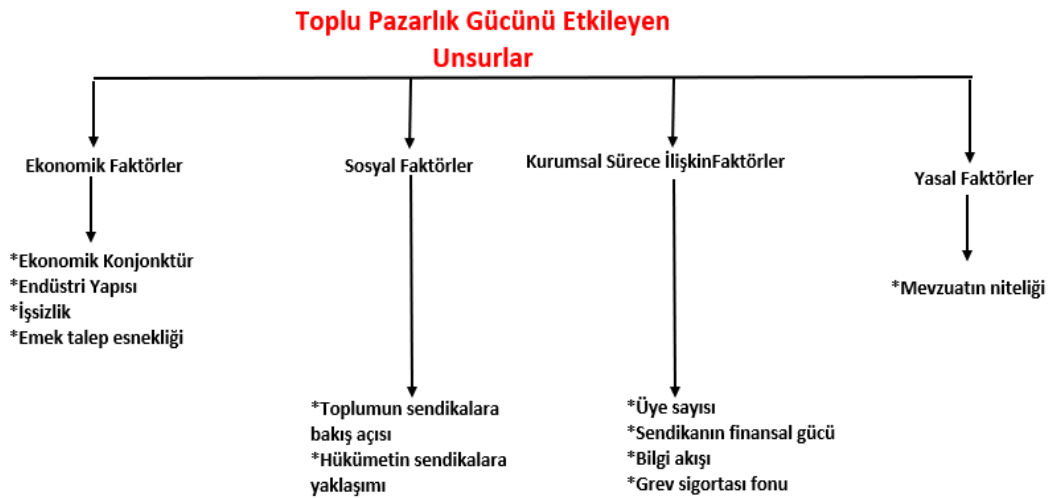 Toplu Pazarlık Gücünü Etkileyen
Unsurlar
Ekonomik Faktörler
*Ekonomik Konjonktür
*Endüstri Yapısı
*İşsizlik
*Emek talep esnekliği
Sosyal Faktörler
*Toplumun sendikalara
bakış açısı
*Hükümetin sendikalara
yaklaşımı
Kurumsal Sürece İlişkinFaktörler
*Üye sayısı
*Sendikanın finansal gücü
*Bilgi akışı
*Grev sigortası fonu
Yasal Faktörler
*Mevzuatın niteliği